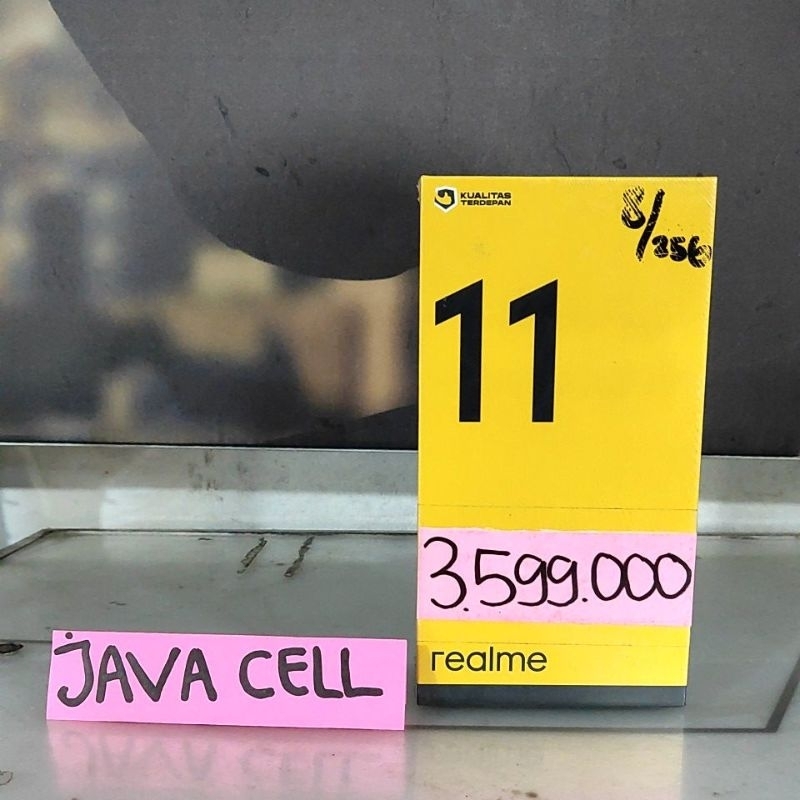 KUALITAS
TERDEPAN
8/256
11
3.599.000
realme
JAVA CELL